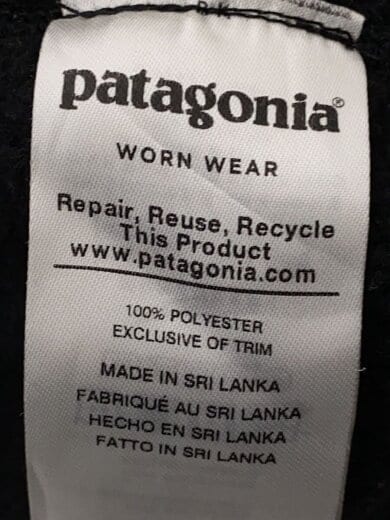 patagonia®
WORN WEAR
Repair, Reuse, Recycle
This Product
www.patagonia.com
100% POLYESTER
EXCLUSIVE OF TRIM
MADE IN SRI LANKA
FABRIQUÉ AU SRI LANKA
HECHO EN SRI LANKA
FATTO IN SRI LANKA